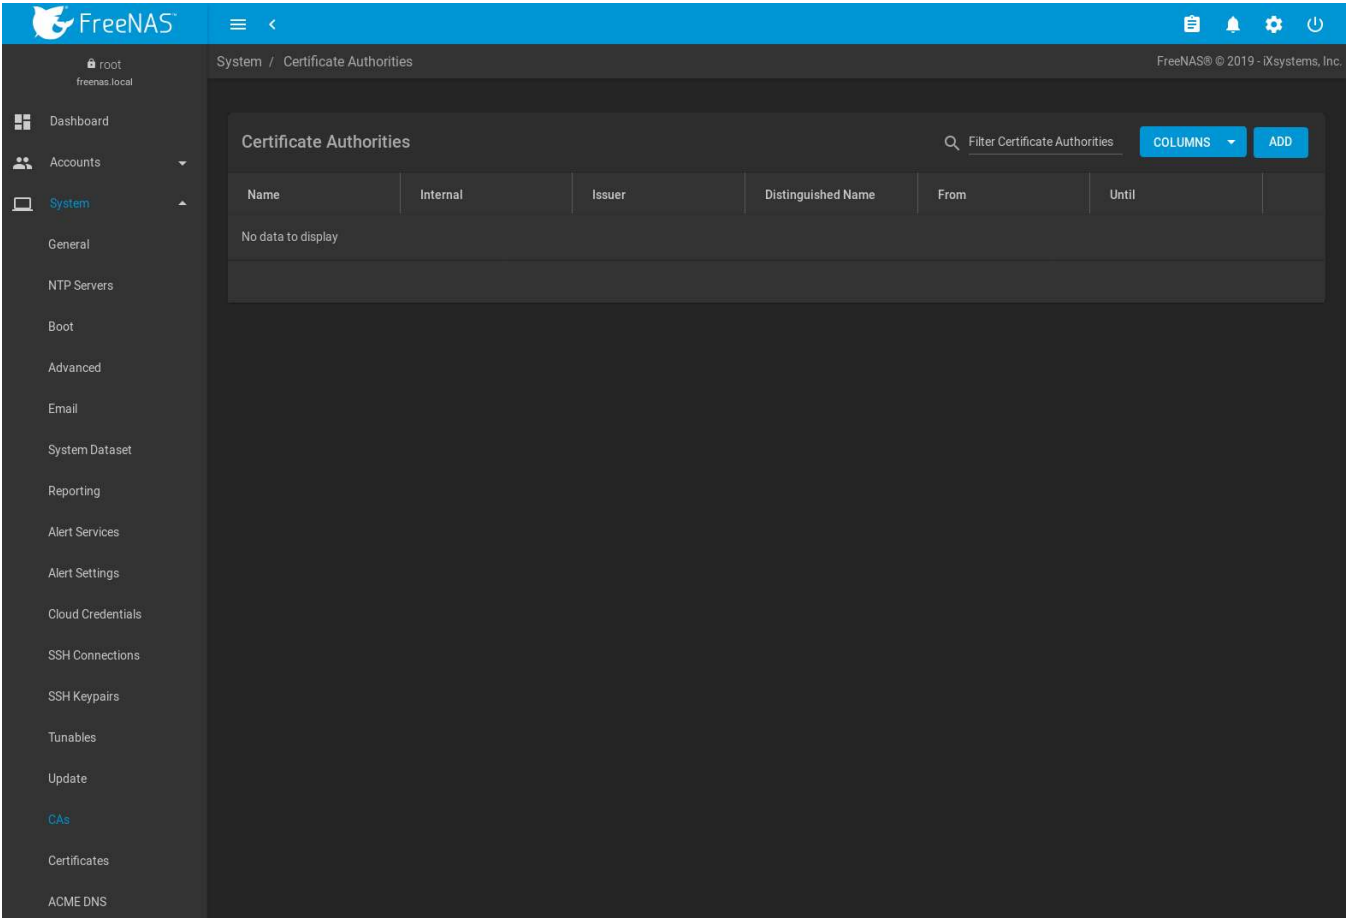 FreeNAS™
root
freenas.local
System / Certificate Authorities
FreeNAS® © 2019 - iXsystems, Inc.
Dashboard
Accounts
System
General
NTP Servers
Boot
Advanced
Email
System Dataset
Reporting
Alert Services
Alert Settings
Cloud Credentials
SSH Connections
SSH Keypairs
Tunables
Update
CAs
Certificates
ACME DNS
Certificate Authorities
Filter Certificate Authorities
COLUMNS
ADD
Name Internal Issuer Distinguished Name From Until
No data to display